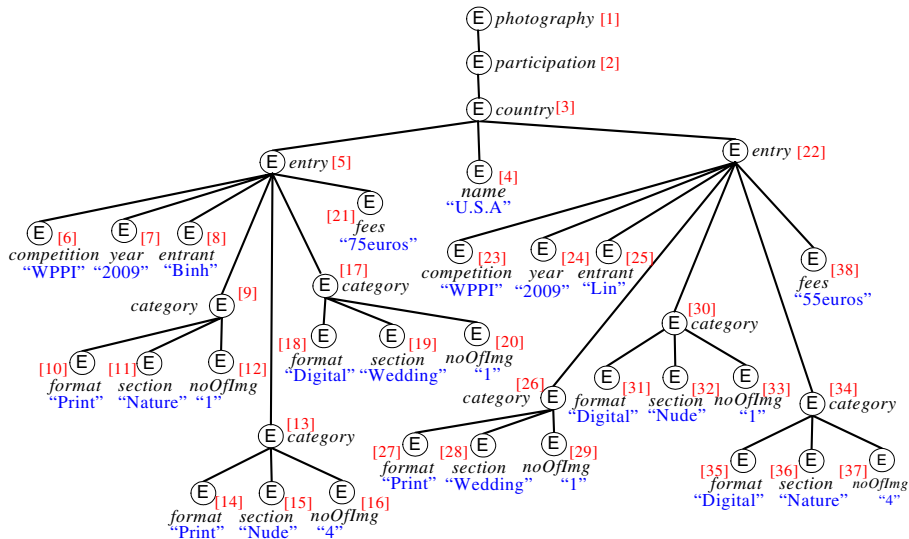 E photography [1]
E participation [2]
E country [3]
E entry [5]
E [4]
name
“U.S.A”
E entry [22]
E [6]
competition
“WPPI”
E [7]
year
“2009”
E [8]
entrant
“Binh”
[21] E
fees
“75euros”
E [9]
category
[10] E
format
“Print”
[11] E
section
“Nature”
E [12]
noOfImg
“1”
[13]
E category
E [14]
format
“Print”
E [15]
section
“Nude”
E [16]
noOfImg
“4”
[17]
E category
[18] E
format
“Digital”
E [19]
section
“Wedding”
E [20]
noOfImg
“1”
E [23]
competition
“WPPI”
E [24]
year
“2009”
E [25]
entrant
“Lin”
[26] E
category
[27] E
format
“Print”
[28] E
section
“Wedding”
E [29]
noOfImg
“1”
[30]
E category
E [31]
format
“Digital”
E [32]
section
“Nude”
E [33]
noOfImg
“1”
[34]
E category
[35] E
format
“Digital”
[36] E
section
“Nature”
[37] E
noOfImg
“4”
E [38]
fees
“55euros”